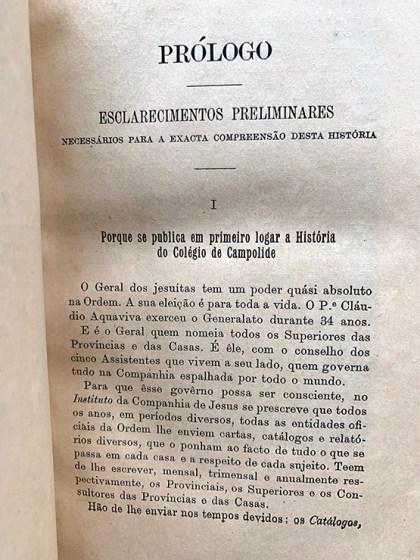 PRÓLOGO
ESCLARECIMENTOS PRELIMINARES
NECESSÁRIOS PARA A EXACTA COMPREENSÃO DESTA HISTÓRIA
I
Porque se publica em primeiro logar a História
do Colégio de Campolide
O Geral dos jesuítas tem um poder quási absoluto
na Ordem. A sua eleição é para toda a vida. O P.e Cláu-
dio Aquaviva exerceu o Generalato durante 34 anos.
E é o Geral quem nomeia todos os Superiores das
Províncias e das Casas. É êle, com o conselho dos
cinco Assistentes que vivem a seu lado, quem governa
tudo na Companhia espalhada por todo o mundo.
Para que êsse govêrno possa ser consciente, no
Instituto da Companhia de Jesus se prescreve que todos
os anos, em períodos diversos, todas as entidades ofi-
ciais da Ordem lhe enviem cartas, catálogos e relató-
rios diversos, que o ponham ao facto de tudo o que se
passa em cada casa e a respeito de cada sujeito. Teem
de lhe escrever, mensal, trimensal e anualmente res-
pectivamente, os Provinciais, os Superiores e os Con-
sultores das Províncias e das Casas.
Hão de lhe enviar nos tempos devidos: os Catálogos,